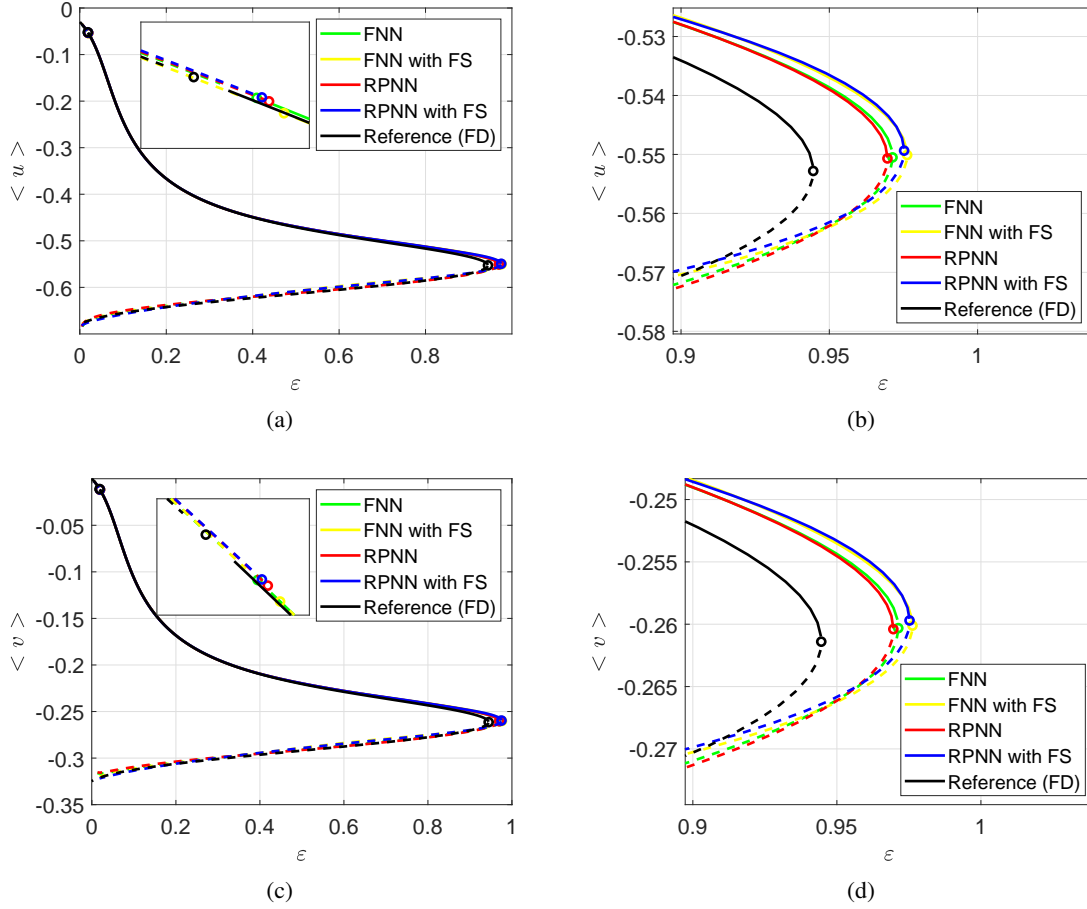 0
-0.1
-0.2
-0.3
-0.4
-0.5
-0.6
< u >
0
0.2
0.4
0.6
0.8
ε
FNN
FNN with FS
RPNN
RPNN with FS
Reference (FD)
(a)
-0.53
-0.54
-0.55
-0.56
-0.57
-0.58
< u >
0.9
0.95
1
ε
FNN
FNN with FS
RPNN
RPNN with FS
Reference (FD)
(b)
-0.05
-0.1
-0.15
-0.2
-0.25
-0.3
-0.35
< v >
0
0.2
0.4
0.6
0.8
1
ε
FNN
FNN with FS
RPNN
RPNN with FS
Reference (FD)
(c)
-0.25
-0.255
-0.26
-0.265
-0.27
< v >
0.9
0.95
1
ε
FNN
FNN with FS
RPNN
RPNN with FS
Reference (FD)
(d)